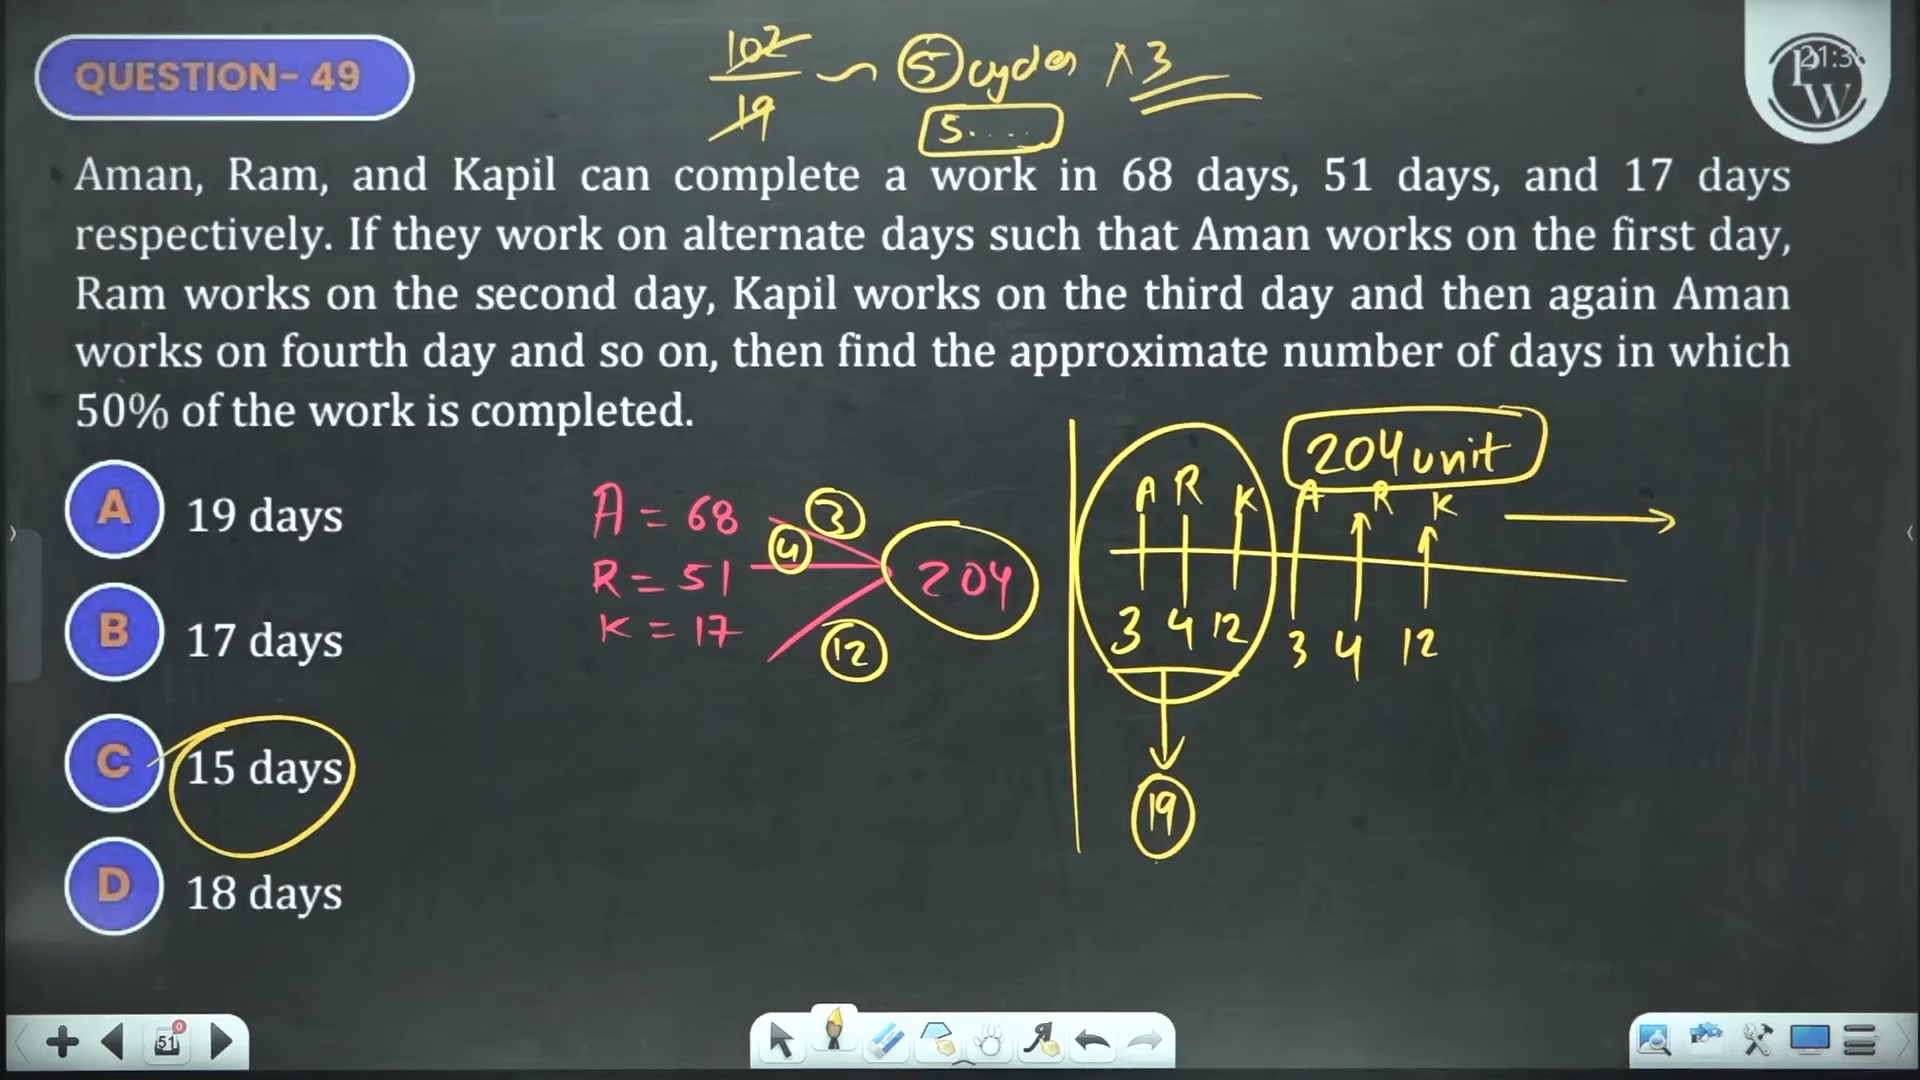 QUESTION- 49
102/19 ~ 5 cycles × 3
5.....
21:3
PW
Aman, Ram, and Kapil can complete a work in 68 days, 51 days, and 17 days
respectively. If they work on alternate days such that Aman works on the first day,
Ram works on the second day, Kapil works on the third day and then again Aman
works on fourth day and so on, then find the approximate number of days in which
50% of the work is completed.
A 19 days
B 17 days
C 15 days
D 18 days
A = 68 3
R = 51 4 204
K = 17 12
204 unit
A R K A R K
3 4 12 3 4 12
19
51
0